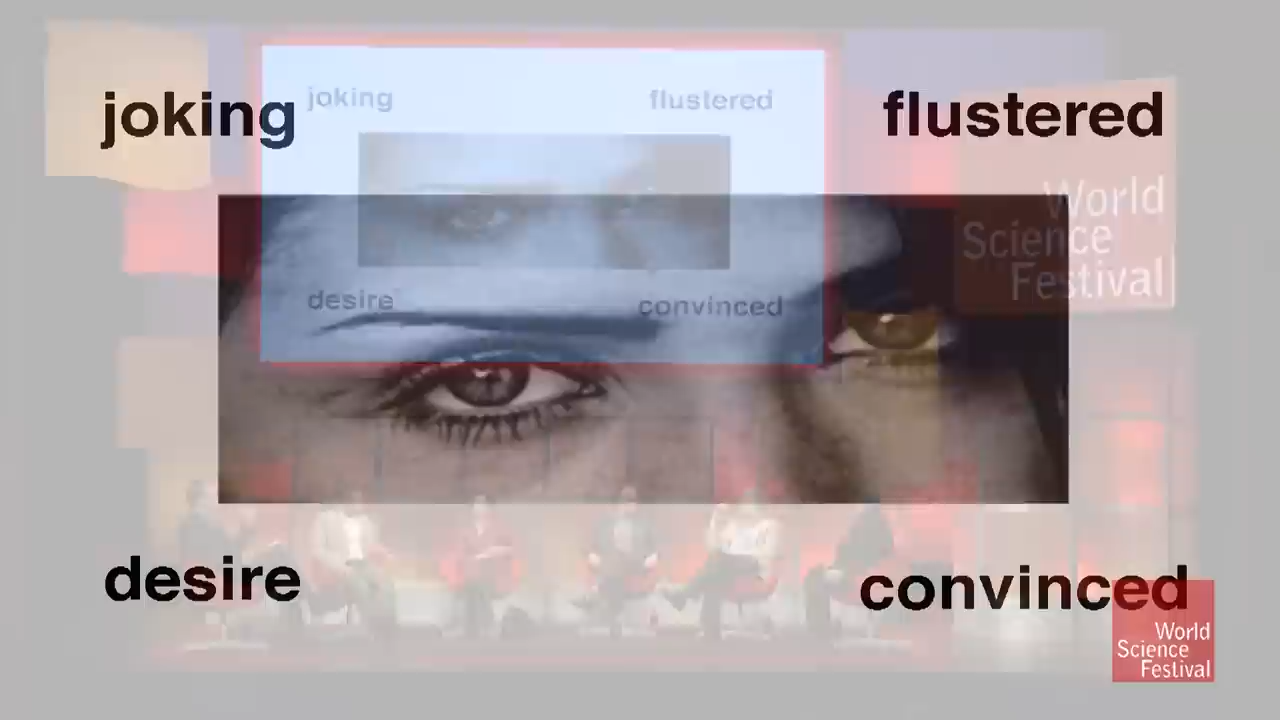 joking
flustered
joking
flustered
World
Science
Festival
desire
convinced
desire
convinced
World
Science
Festival